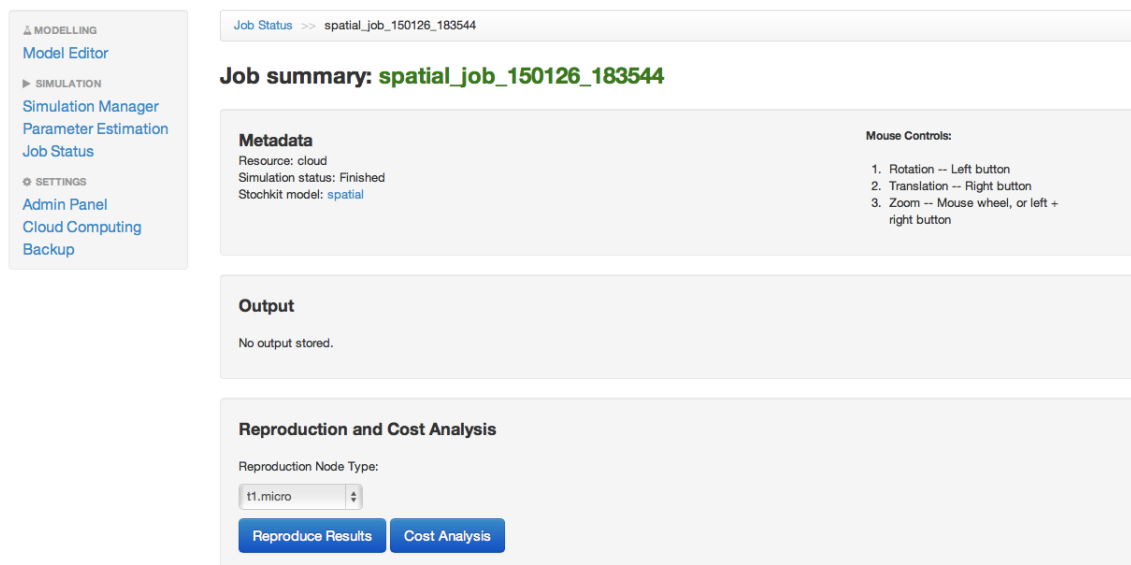 MODELLING
Model Editor
SIMULATION
Simulation Manager
Parameter Estimation
Job Status
SETTINGS
Admin Panel
Cloud Computing
Backup
Job Status >> spatial_job_150126_183544
Job summary: spatial_job_150126_183544
Metadata
Resource: cloud
Simulation status: Finished
Stochkit model: spatial
Mouse Controls:
1. Rotation -- Left button
2. Translation -- Right button
3. Zoom -- Mouse wheel, or left +
right button
Output
No output stored.
Reproduction and Cost Analysis
Reproduction Node Type:
t1.micro
Reproduce Results
Cost Analysis